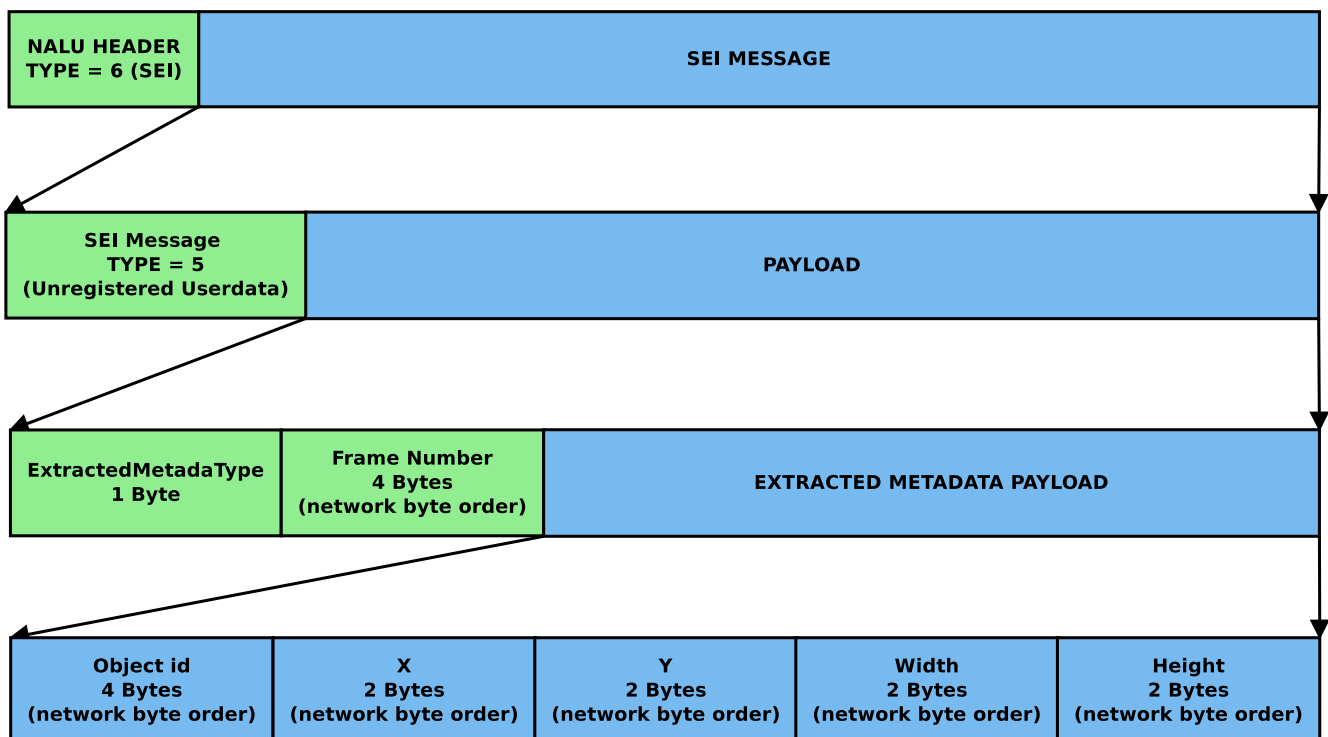 NALU HEADER
TYPE = 6 (SEI)
SEI MESSAGE
SEI Message
TYPE = 5
(Unregistered Userdata)
PAYLOAD
ExtractedMetadaType
1 Byte
Frame Number
4 Bytes
(network byte order)
EXTRACTED METADATA PAYLOAD
Object id
4 Bytes
(network byte order)
X
2 Bytes
(network byte order)
Y
2 Bytes
(network byte order)
Width
2 Bytes
(network byte order)
Height
2 Bytes
(network byte order)